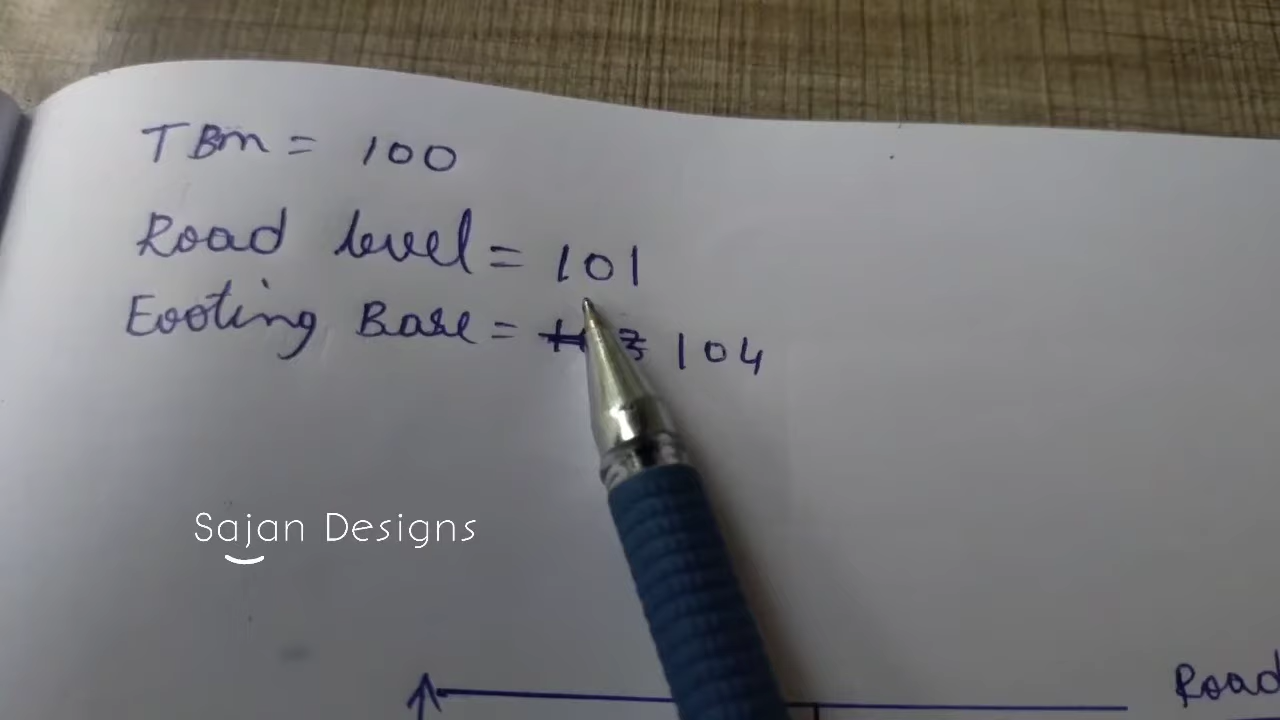 TBm = 100
Road level = 101
Footing Base = 104
Sajan Designs
Road